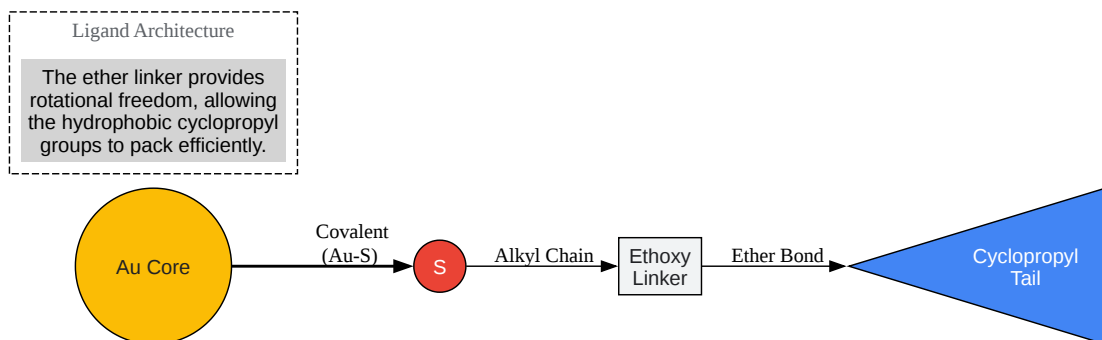 Ligand Architecture
The ether linker provides
rotational freedom, allowing
the hydrophobic cyclopropyl
groups to pack efficiently.
Au Core
Covalent
(Au-S)
S
Alkyl Chain
Ethoxy
Linker
Ether Bond
Cyclopropyl
Tail